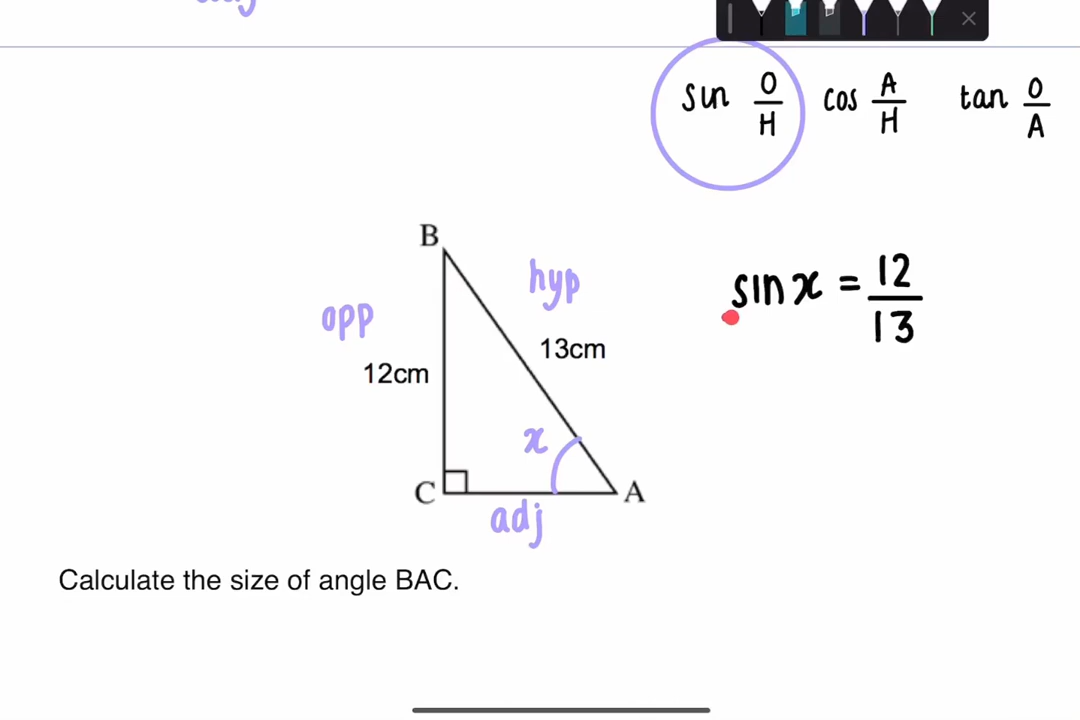 sin O/H cos A/H tan O/A
B
hyp
sin x = 12/13
opp
13cm
12cm
x
C
A
adj
Calculate the size of angle BAC.